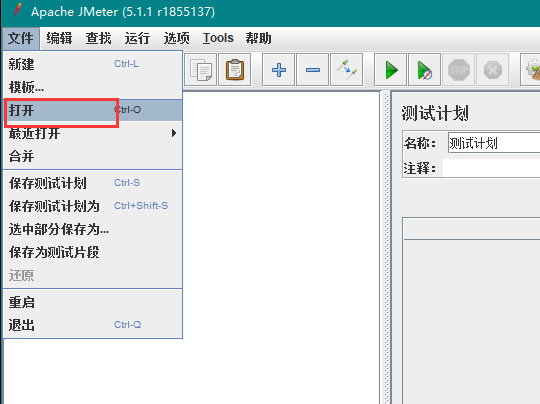 Apache JMeter (5.1.1 r1855137)
文件 编辑 查找 运行 选项 Tools 帮助
新建 Ctrl-L
模板...
打开 Ctrl-O
最近打开
合并
保存测试计划 Ctrl-S
保存测试计划为 Ctrl+Shift-S
选中部分保存为...
保存为测试片段
还原
重启
退出 Ctrl-Q
STOP
测试计划
名称： 测试计划
注释：